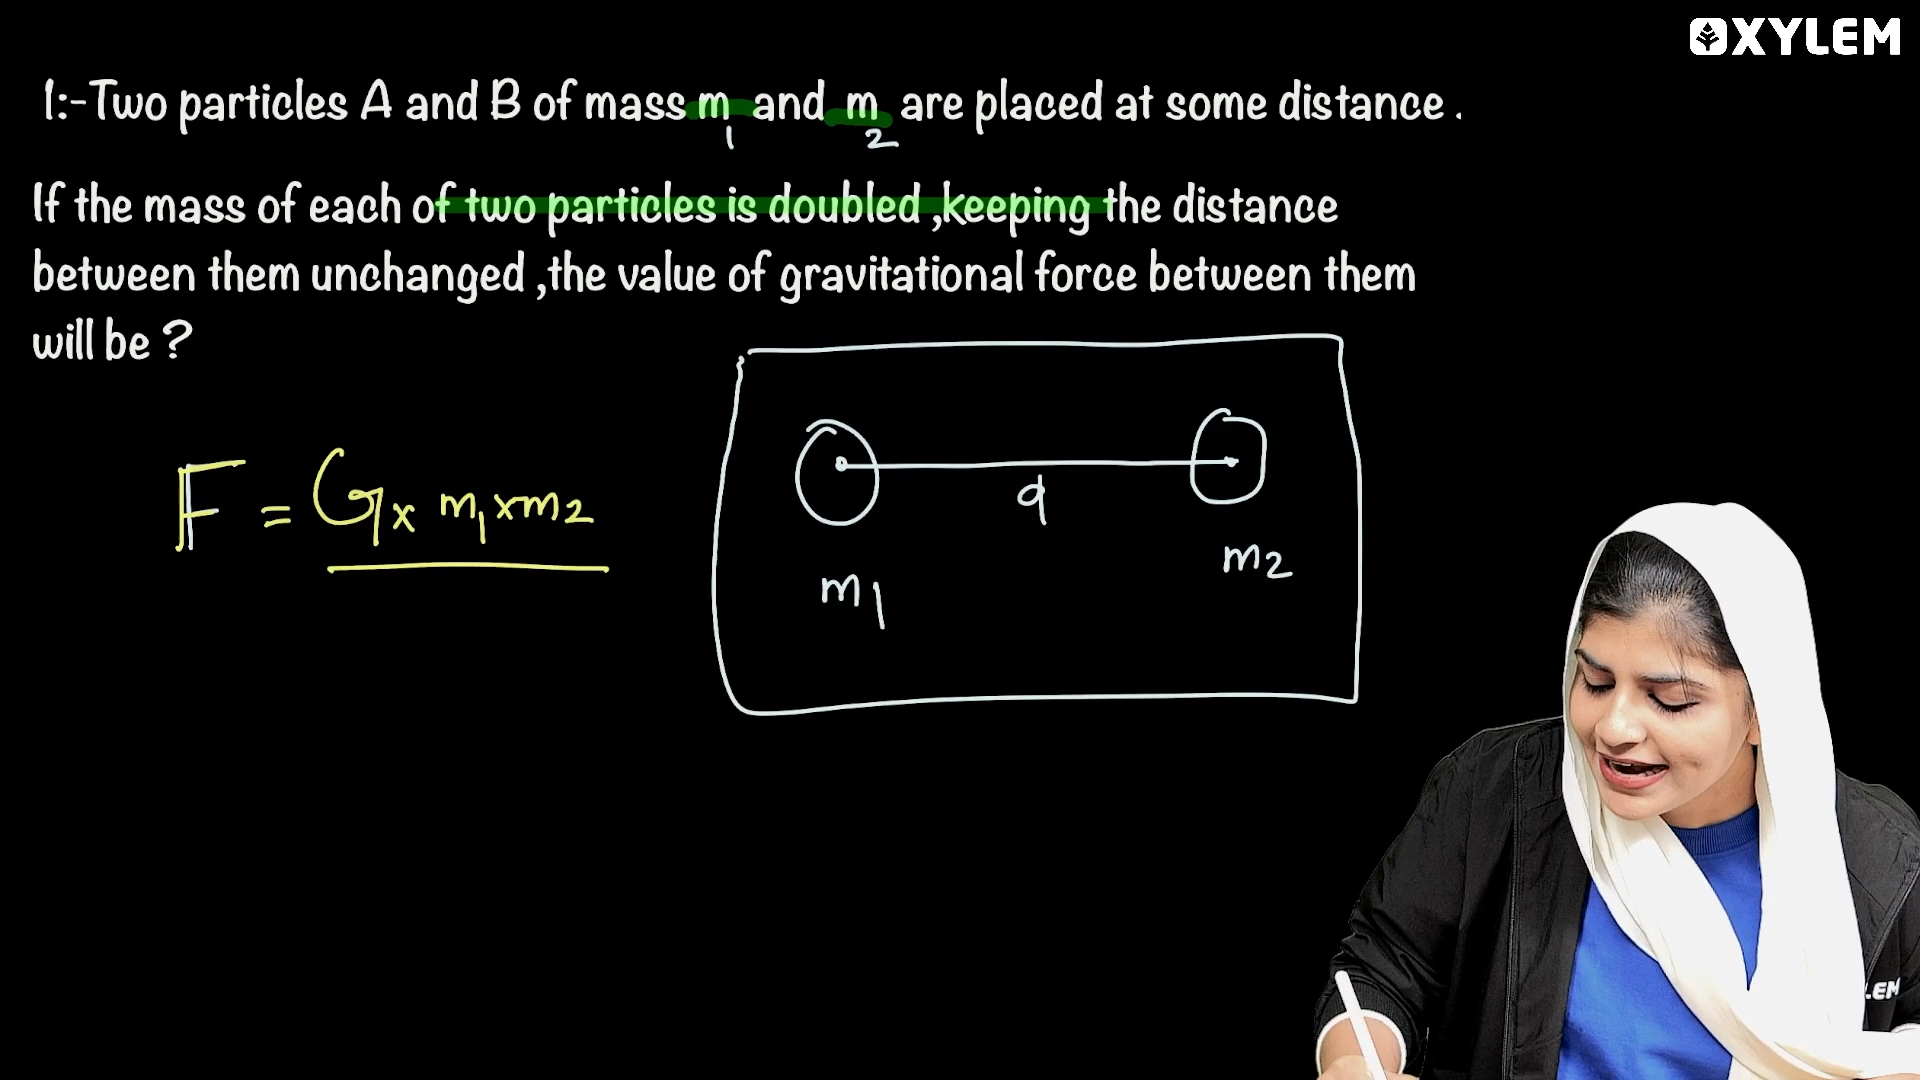 OXYLEM
1:-Two particles A and B of mass m1 and m2 are placed at some distance .
If the mass of each of two particles is doubled ,keeping the distance
between them unchanged ,the value of gravitational force between them
will be ?
F = G x m1 x m2
d
m1
m2
LEM